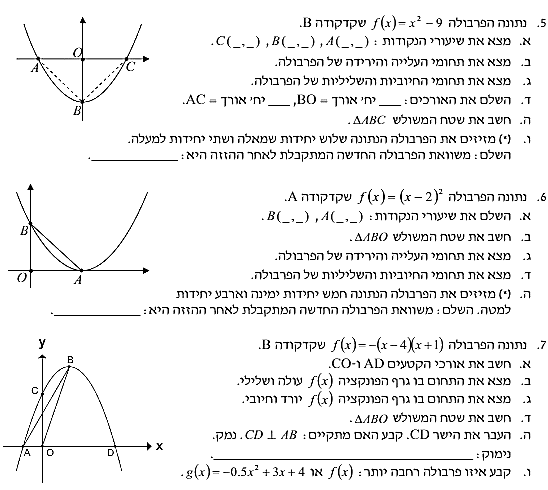 5. נתונה הפרבולה f(x) = x² − 9 שקדקודה B.
א. מצא את שיעורי הנקודות : A(_,_) , B(_,_) , C(_,_) .
ב. מצא את תחומי העלייה והירידה של הפרבולה.
ג. מצא את תחומי החיוביות והשליליות של הפרבולה.
ד. השלם את האורכים: ___ יח' אורך = BO, ___ יח' אורך = AC.
ה. חשב את שטח המשולש ΔABC .
ו. (*) מזיזים את הפרבולה הנתונה שלוש יחידות שמאלה ושתי יחידות למעלה.
השלם : משוואת הפרבולה החדשה המתקבלת לאחר ההזזה היא : ____________.
A O C
B
6. נתונה הפרבולה f(x) = (x − 2)² שקדקודה A.
א. השלם את שיעורי הנקודות: A(_,_) , B(_,_) .
ב. חשב את שטח המשולש ΔABO .
ג. מצא את תחומי העלייה והירידה של הפרבולה.
ד. מצא את תחומי החיוביות והשליליות של הפרבולה.
ה. (*) מזיזים את הפרבולה הנתונה חמש יחידות ימינה וארבע יחידות
למטה. השלם : משוואת הפרבולה החדשה המתקבלת לאחר ההזזה היא : ____________.
B
O A
7. נתונה הפרבולה f(x) = −(x − 4)(x + 1) שקדקודה B.
א. חשב את אורכי הקטעים AD ו-CO.
ב. מצא את התחום בו גרף הפונקציה f(x) עולה ושלילי.
ג. מצא את התחום בו גרף הפונקציה f(x) יורד וחיובי.
ד. חשב את שטח המשולש ΔABO .
ה. העבר את הישר CD. קבע האם מתקיים : CD ⊥ AB . נמק.
נימוק: ____________.
ו. קבע איזו פרבולה רחבה יותר : f(x) או g(x) = −0.5x² + 3x + 4 .
y
B
C
A O D x